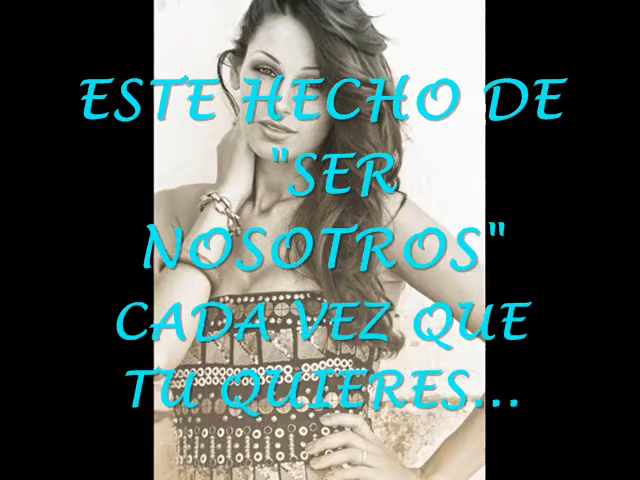 ESTE HECHO DE
"SER
NOSOTROS"
CADA VEZ QUE
TU QUIERES...